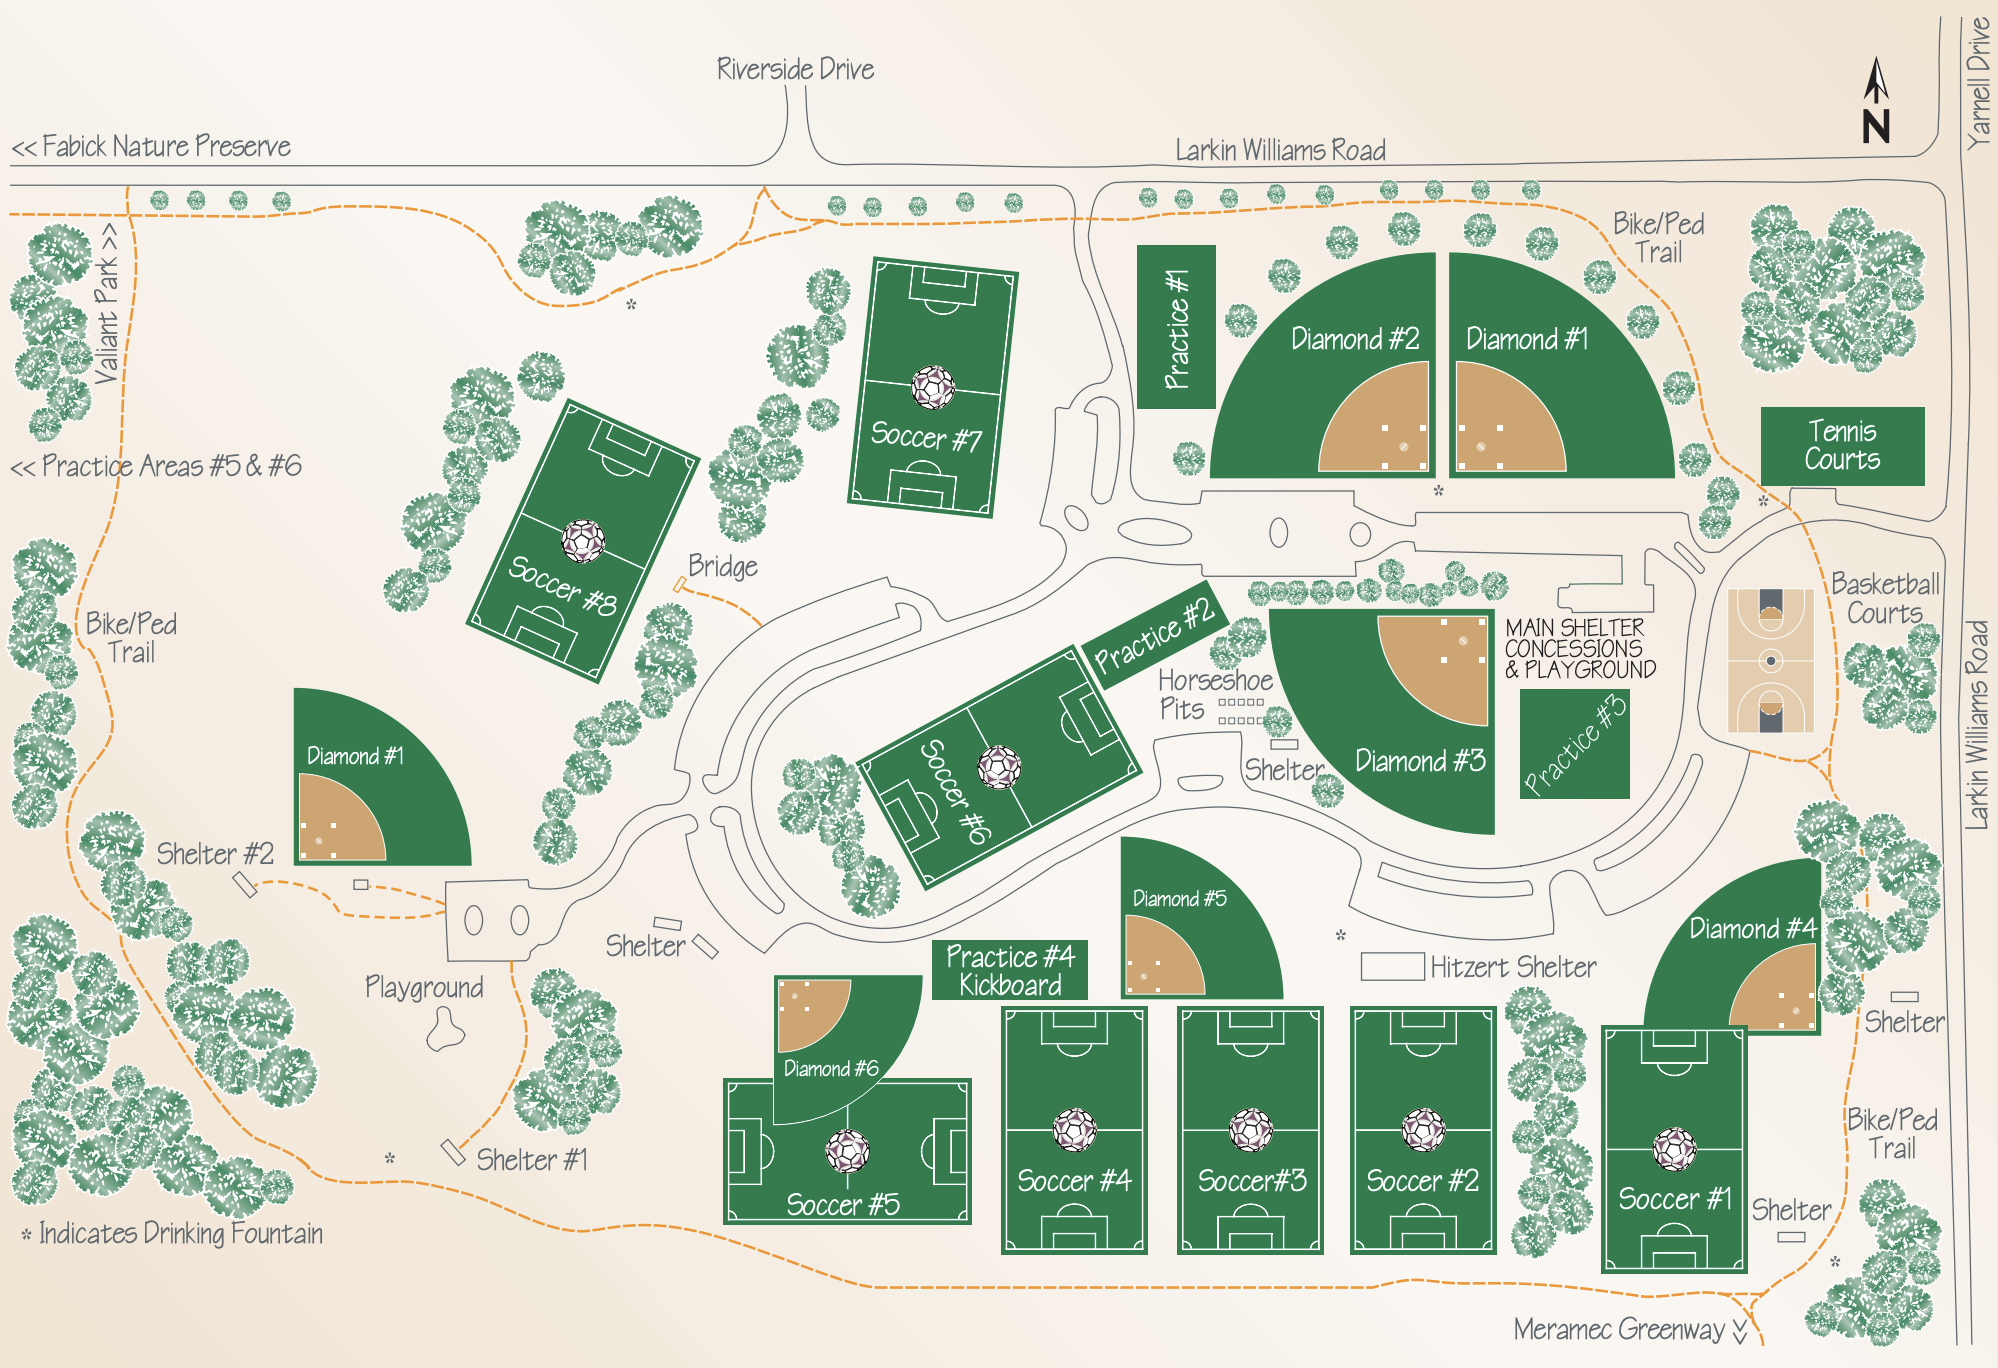 Riverside Drive
Yarnell Drive
N
<< Fabick Nature Preserve
Larkin Williams Road
Bike/Ped
Trail
Valiant Park >>
*
Practice #1
Diamond #2
Diamond #1
Soccer #7
Tennis
Courts
<< Practice Areas #5 & #6
*
*
Bridge
Soccer #8
Basketball
Courts
Practice #2
Bike/Ped
Trail
MAIN SHELTER
CONCESSIONS
& PLAYGROUND
Horseshoe
Pits
Larkin Williams Road
Practice #3
Diamond #1
Soccer #6
Shelter
Diamond #3
Shelter #2
Diamond #5
Diamond #4
*
Shelter
Practice #4
Kickboard
Hitzert Shelter
Playground
Shelter
Diamond #6
Bike/Ped
Trail
*
Shelter #1
Soccer #5
Soccer #4
Soccer#3
Soccer #2
Soccer #1
Shelter
* Indicates Drinking Fountain
*
Meramec Greenway >>